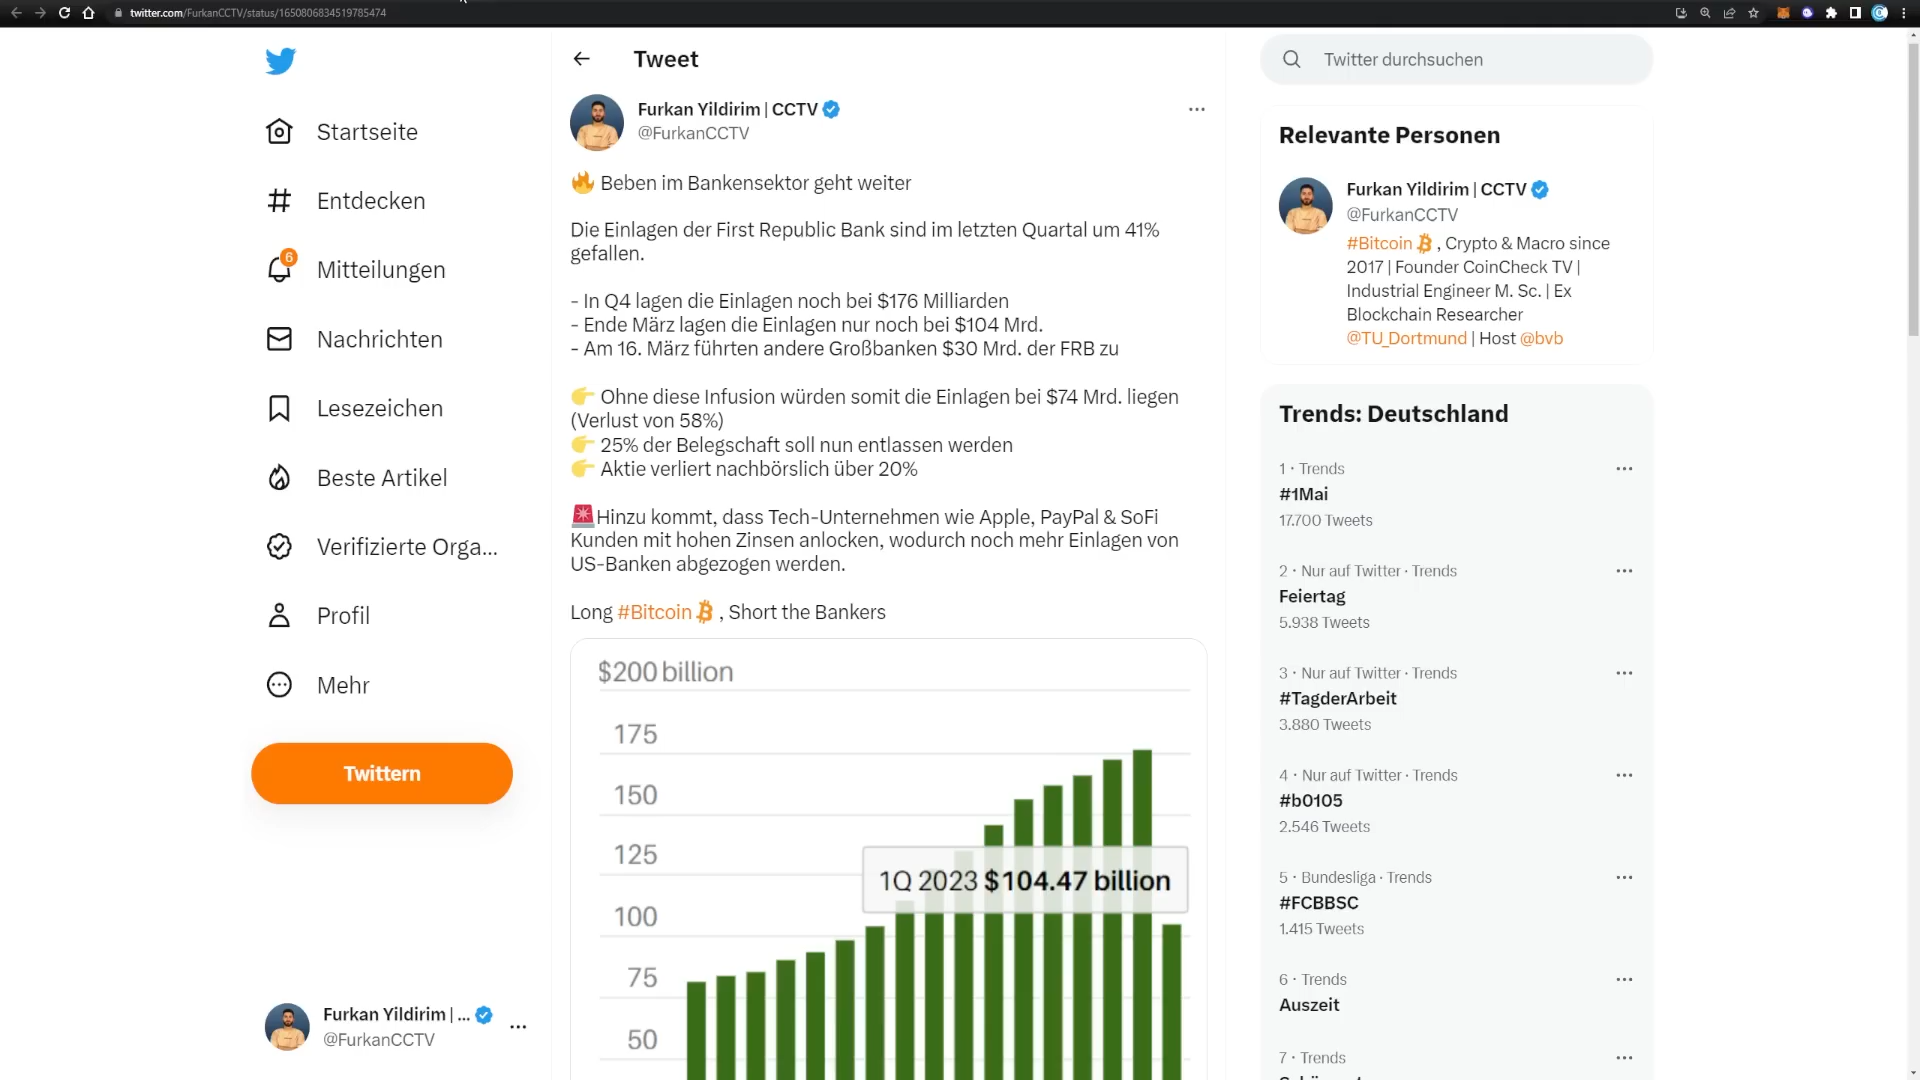 twitter.com/FurkanCCTV/status/1650806834519785474
Startseite
Entdecken
6
Mitteilungen
Nachrichten
Lesezeichen
Beste Artikel
Verifizierte Orga...
Profil
Mehr
Twittern
Furkan Yildirim | ...
@FurkanCCTV
Tweet
Furkan Yildirim | CCTV
@FurkanCCTV
🔥 Beben im Bankensektor geht weiter
Die Einlagen der First Republic Bank sind im letzten Quartal um 41%
gefallen.
- In Q4 lagen die Einlagen noch bei $176 Milliarden
- Ende März lagen die Einlagen nur noch bei $104 Mrd.
- Am 16. März führten andere Großbanken $30 Mrd. der FRB zu
👉 Ohne diese Infusion würden somit die Einlagen bei $74 Mrd. liegen
(Verlust von 58%)
👉 25% der Belegschaft soll nun entlassen werden
👉 Aktie verliert nachbörslich über 20%
🚨Hinzu kommt, dass Tech-Unternehmen wie Apple, PayPal & SoFi
Kunden mit hohen Zinsen anlocken, wodurch noch mehr Einlagen von
US-Banken abgezogen werden.
Long #Bitcoin ₿ , Short the Bankers
$200 billion
175
150
125
100
75
50
1Q 2023 $104.47 billion
Twitter durchsuchen
Relevante Personen
Furkan Yildirim | CCTV
@FurkanCCTV
#Bitcoin ₿ , Crypto & Macro since
2017 | Founder CoinCheck TV |
Industrial Engineer M. Sc. | Ex
Blockchain Researcher
@TU_Dortmund | Host @bvb
Trends: Deutschland
1 · Trends
#1Mai
17.700 Tweets
2 · Nur auf Twitter · Trends
Feiertag
5.938 Tweets
3 · Nur auf Twitter · Trends
#TagderArbeit
3.880 Tweets
4 · Nur auf Twitter · Trends
#b0105
2.546 Tweets
5 · Bundesliga · Trends
#FCBBSC
1.415 Tweets
6 · Trends
Auszeit
7 · Trends